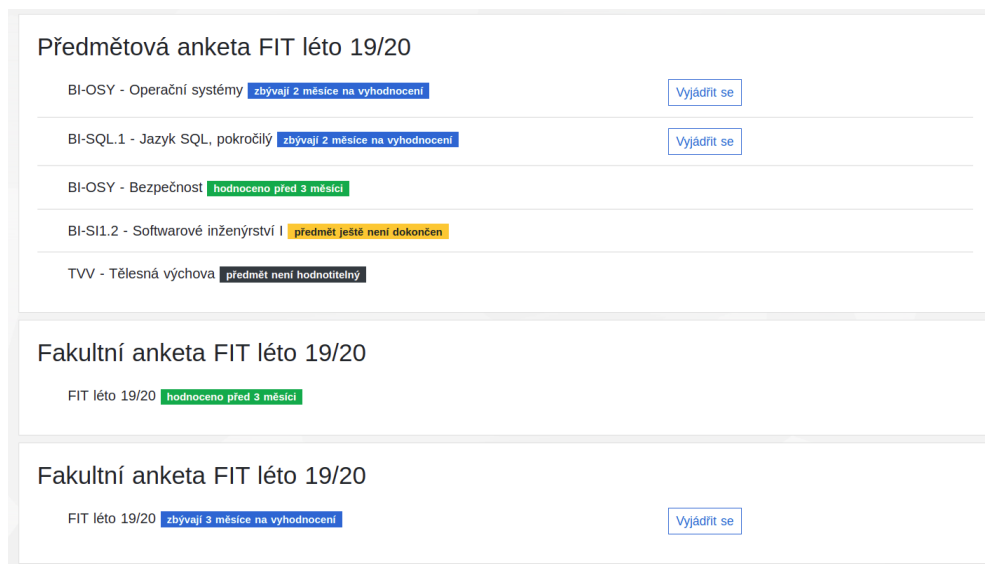 Předmětová anketa FIT léto 19/20
BI-OSY - Operační systémy zbývají 2 měsíce na vyhodnocení Vyjádřit se
BI-SQL.1 - Jazyk SQL, pokročilý zbývají 2 měsíce na vyhodnocení Vyjádřit se
BI-OSY - Bezpečnost hodnoceno před 3 měsíci
BI-SI1.2 - Softwarové inženýrství I předmět ještě není dokončen
TVV - Tělesná výchova předmět není hodnotitelný
Fakultní anketa FIT léto 19/20
FIT léto 19/20 hodnoceno před 3 měsíci
Fakultní anketa FIT léto 19/20
FIT léto 19/20 zbývají 3 měsíce na vyhodnocení Vyjádřit se